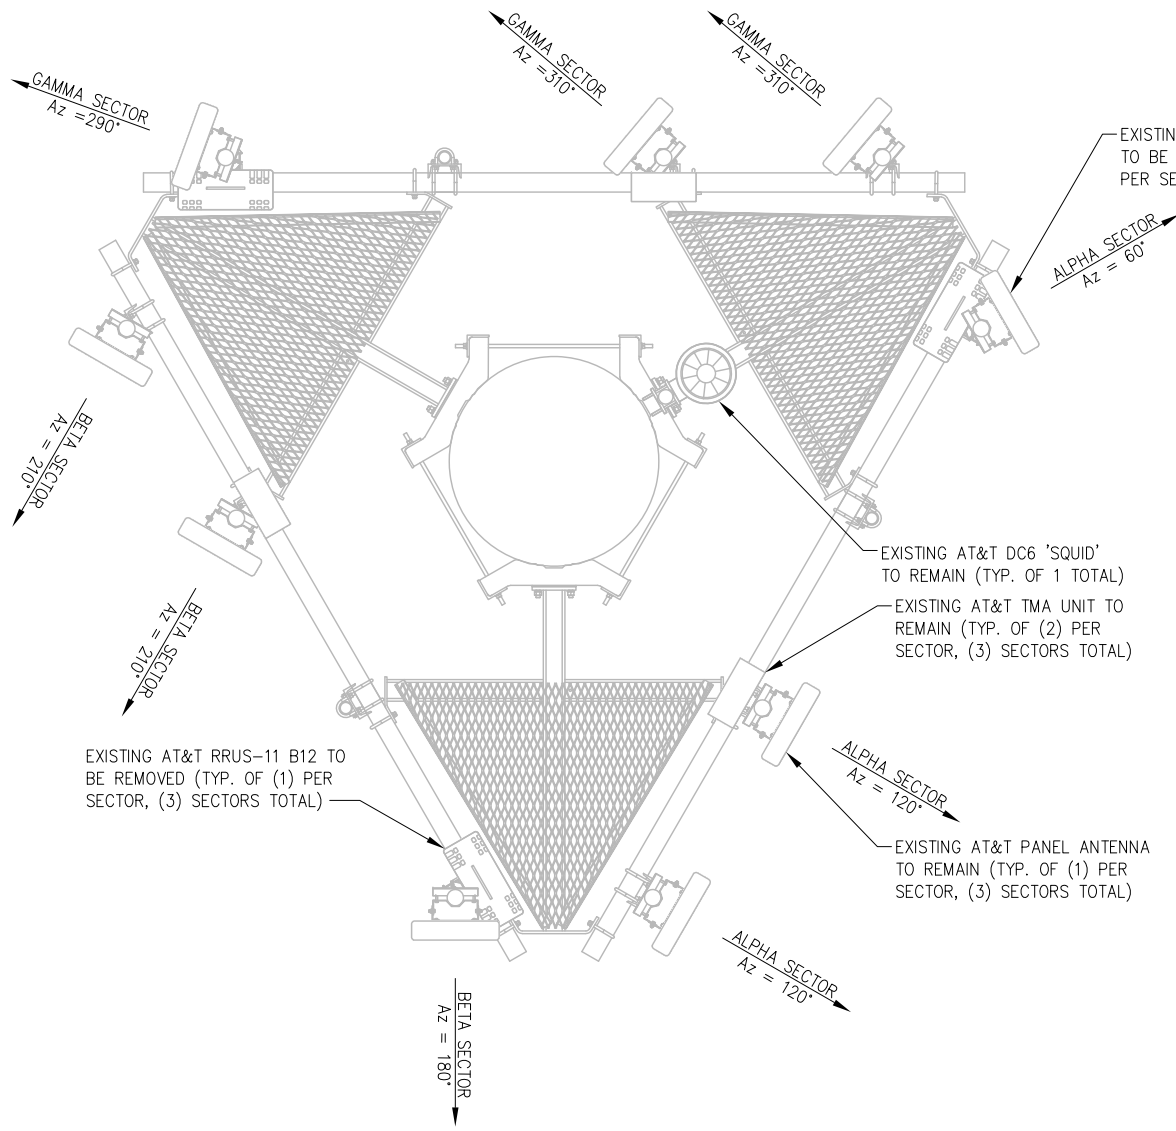 GAMMA SECTOR
Az =310°
GAMMA SECTOR
Az =310°
GAMMA SECTOR
Az =290°
TO BE
ALPHA SECTOR
Az = 60°
BETA SECTOR
Az = 210°
EXISTING AT&T DC6 'SQUID'
TO REMAIN (TYP. OF 1 TOTAL)
EXISTING AT&T TMA UNIT TO
REMAIN (TYP. OF (2) PER
SECTOR, (3) SECTORS TOTAL)
BETA SECTOR
Az = 210°
EXISTING AT&T RRUS-11 B12 TO
BE REMOVED (TYP. OF (1) PER
SECTOR, (3) SECTORS TOTAL)
ALPHA SECTOR
Az = 120°
EXISTING AT&T PANEL ANTENNA
TO REMAIN (TYP. OF (1) PER
SECTOR, (3) SECTORS TOTAL)
ALPHA SECTOR
Az = 120°
BETA SECTOR
Az = 180°